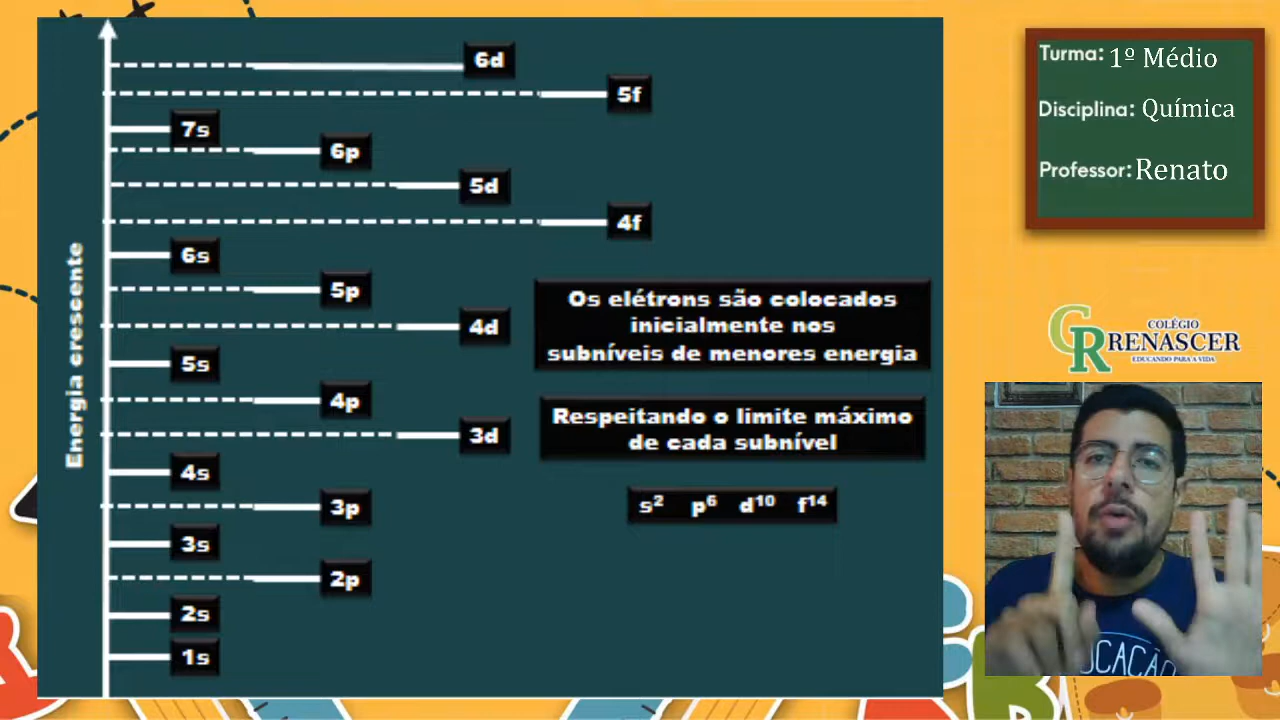 Energia crescente
6d
5f
7s
6p
5d
4f
6s
5p
4d
5s
4p
3d
4s
3p
3s
2p
2s
1s
Os elétrons são colocados
inicialmente nos
subníveis de menores energia
Respeitando o limite máximo
de cada subnível
s² p⁶ d¹⁰ f¹⁴
Turma: 1º Médio
Disciplina: Química
Professor: Renato
CR
COLÉGIO
RENASCER
EDUCANDO PARA A VIDA